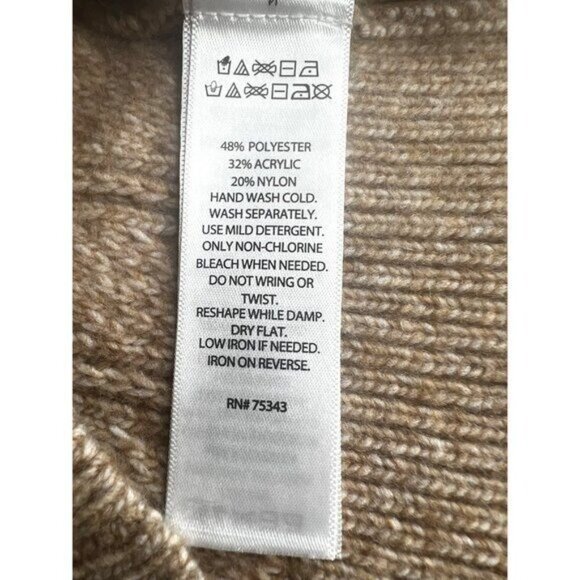 48% POLYESTER
32% ACRYLIC
20% NYLON
HAND WASH COLD.
WASH SEPARATELY.
USE MILD DETERGENT.
ONLY NON-CHLORINE
BLEACH WHEN NEEDED.
DO NOT WRING OR
TWIST.
RESHAPE WHILE DAMP.
DRY FLAT.
LOW IRON IF NEEDED.
IRON ON REVERSE.
RN# 75343